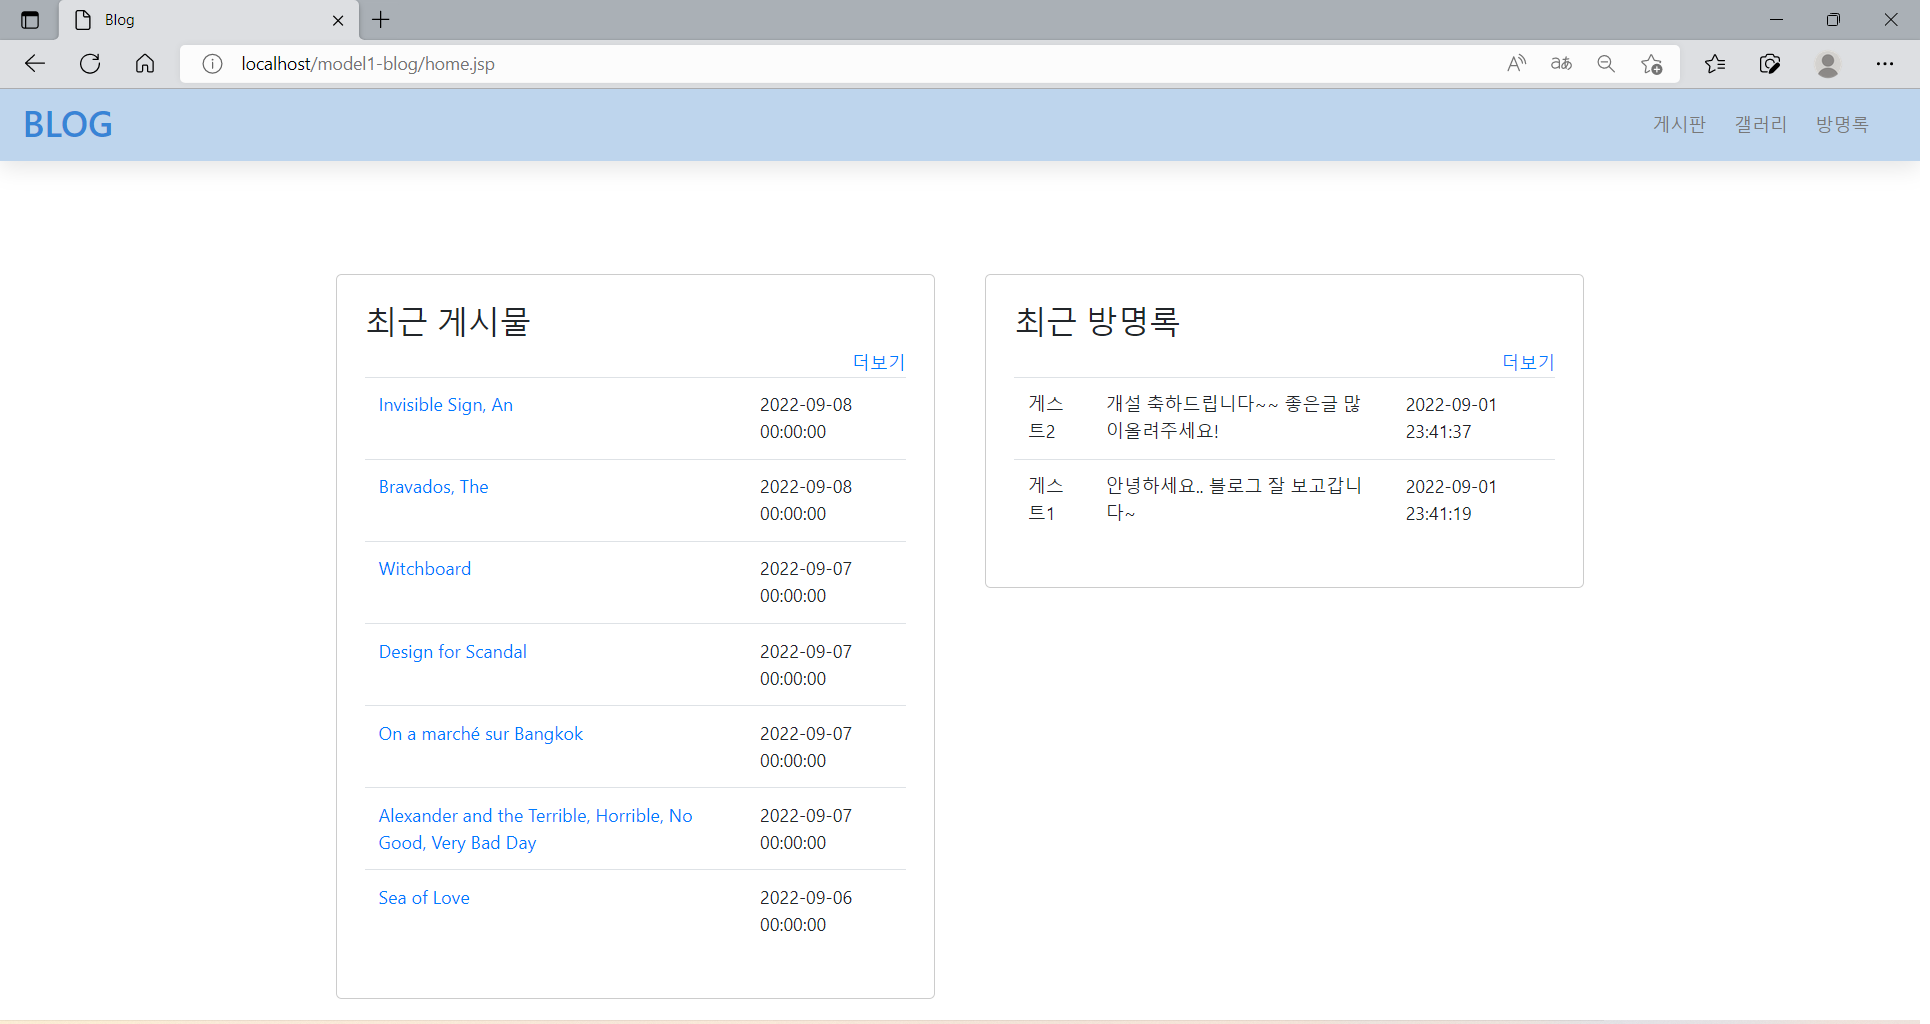 Blog
localhost/model1-blog/home.jsp
aあ
BLOG
게시판 갤러리 방명록
최근 게시물
더보기
Invisible Sign, An 2022-09-08
00:00:00
Bravados, The 2022-09-08
00:00:00
Witchboard 2022-09-07
00:00:00
Design for Scandal 2022-09-07
00:00:00
On a marché sur Bangkok 2022-09-07
00:00:00
Alexander and the Terrible, Horrible, No 2022-09-07
Good, Very Bad Day 00:00:00
Sea of Love 2022-09-06
00:00:00
최근 방명록
더보기
게스 개설 축하드립니다~~ 좋은글 많 2022-09-01
트2 이올려주세요! 23:41:37
게스 안녕하세요.. 블로그 잘 보고갑니 2022-09-01
트1 다~ 23:41:19